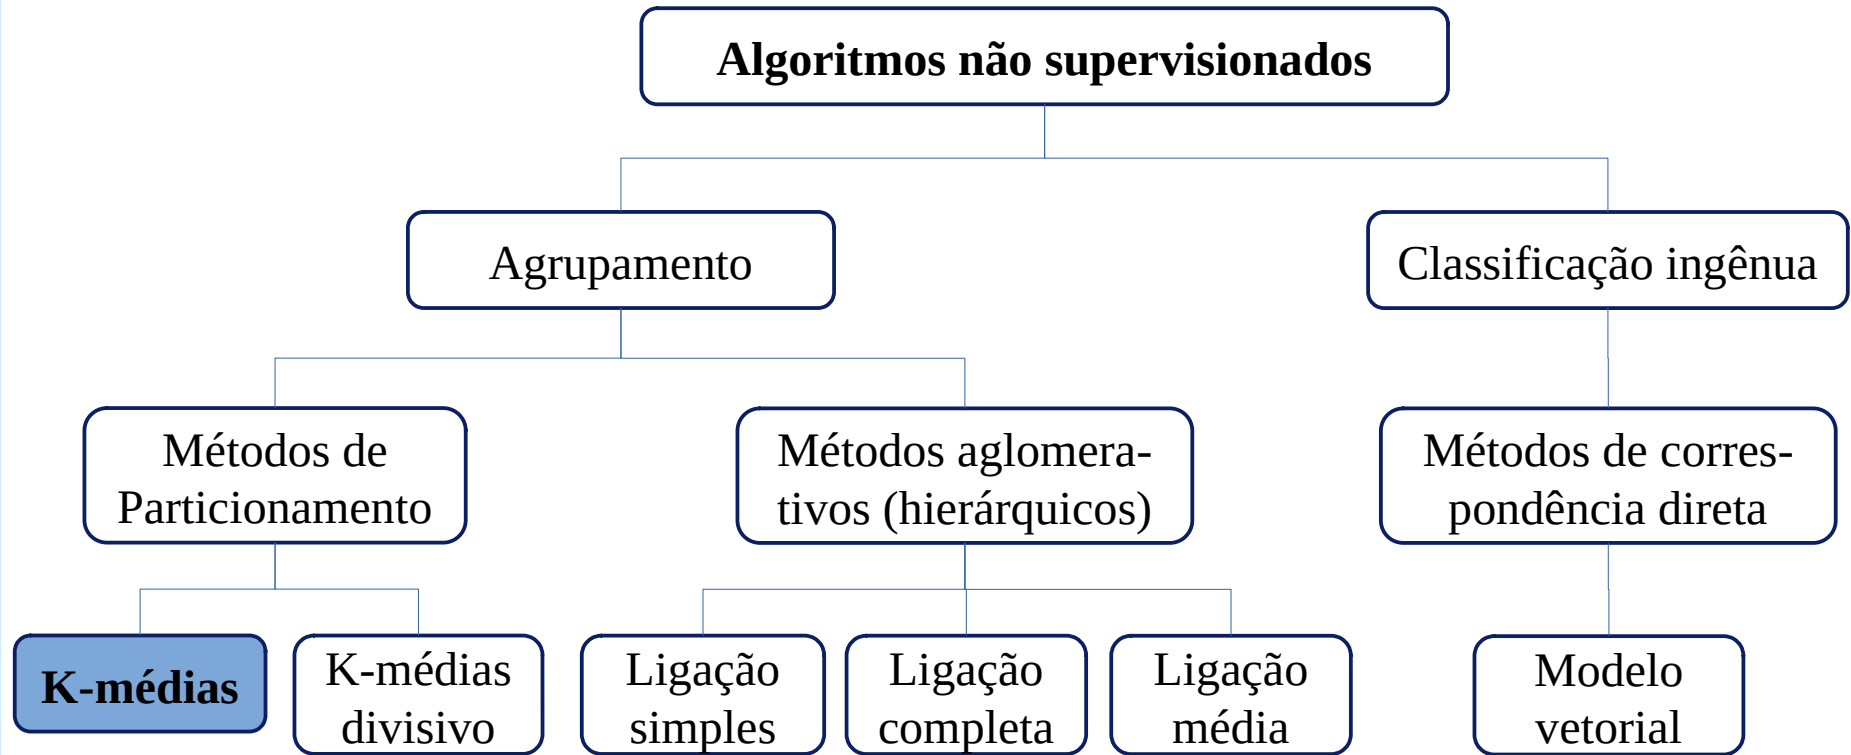 Algoritmos não supervisionados
Agrupamento
Classificação ingênua
Métodos de
Particionamento
Métodos aglomera-
tivos (hierárquicos)
Métodos de corres-
pondência direta
K-médias
K-médias
divisivo
Ligação
simples
Ligação
completa
Ligação
média
Modelo
vetorial